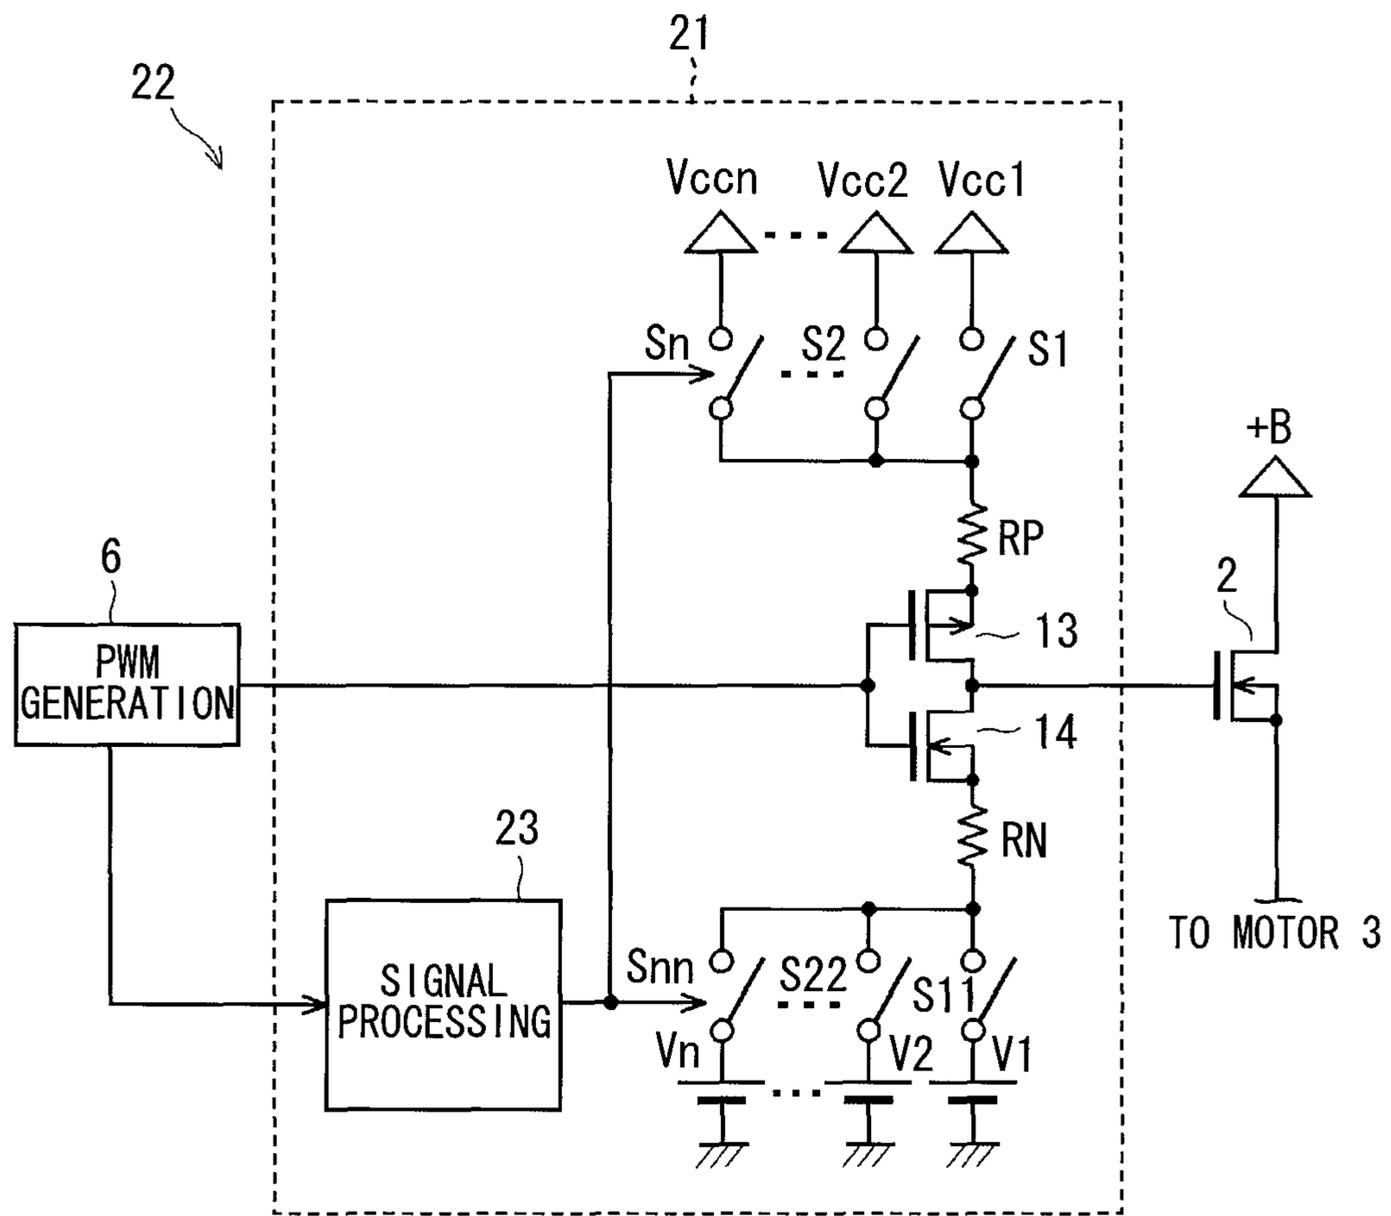 21
22
Vccn
Vcc2
Vcc1
Sn
S2
S1
+B
RP
6
2
PWM
GENERATION
13
14
23
RN
TO MOTOR 3
SIGNAL
PROCESSING
Snn
S22
S11
Vn
V2
V1